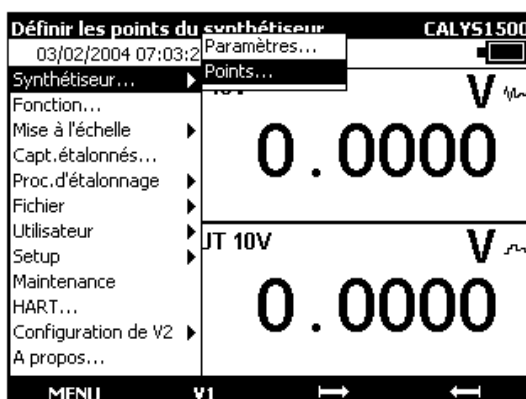 Définir les points du synthétiseur CALYS1500
03/02/2004 07:03:2
Paramètres...
Points...
Synthétiseur...
Fonction...
Mise à l'échelle
Capt.étalonnés...
Proc.d'étalonnage
Fichier
Utilisateur
Setup
Maintenance
HART...
Configuration de V2
A propos...
V
0.0000
UT 10V V
0.0000
MENU V1